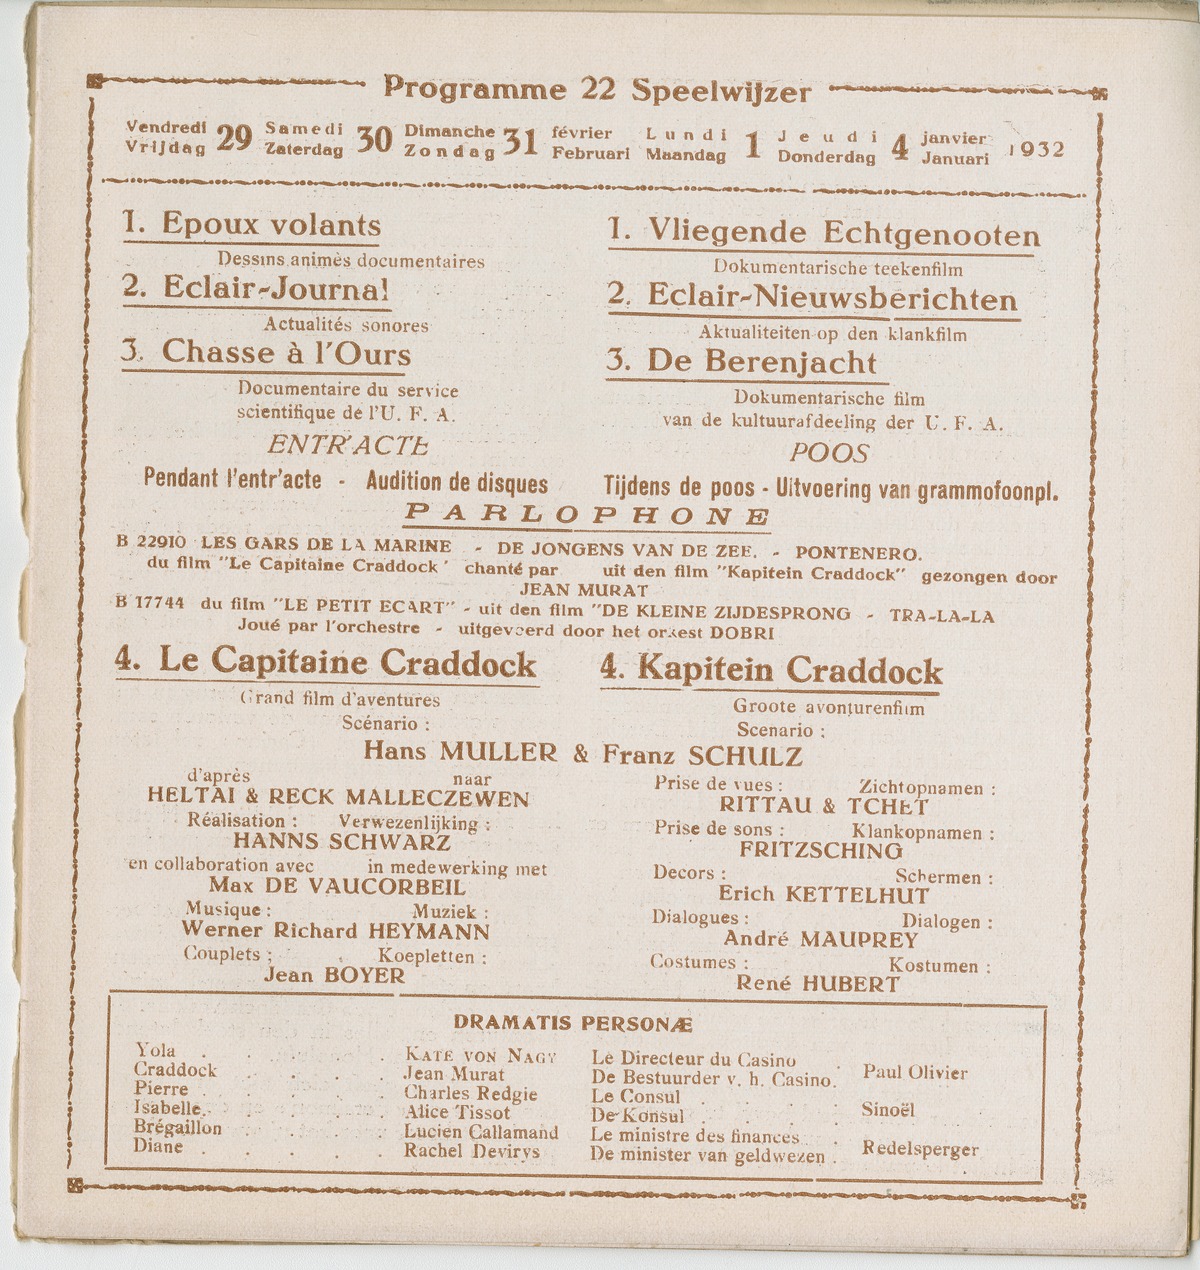 Programme 22 Speelwijzer
Vendredi Vrijdag 29 Samedi Zaterdag 30 Dimanche Zondag 31 février Februari Lundi Maandag 1 Jeudi Donderdag 4 janvier Januari 1932
1. Epoux volants
Dessins animés documentaires
2. Eclair-Journal
Actualités sonores
3. Chasse à l'Ours
Documentaire du service
scientifique de l'U. F. A.
ENTR'ACTE
Pendant l'entr'acte - Audition de disques
1. Vliegende Echtgenooten
Dokumentarische teekenfilm
2. Eclair-Nieuwsberichten
Aktualiteiten op den klankfilm
3. De Berenjacht
Dokumentarische film
van de kultuurafdeeling der U. F. A.
POOS
Tijdens de poos - Uitvoering van grammofoonpl.
PARLOPHONE
B 22910 LES GARS DE LA MARINE - DE JONGENS VAN DE ZEE. - PONTENERO.
du film "Le Capitaine Craddock" chanté par uit den film "Kapitein Craddock" gezongen door
JEAN MURAT
B 17744 du film "LE PETIT ECART" - uit den film "DE KLEINE ZIJDESPRONG - TRA-LA-LA
Joué par l'orchestre - uitgevoerd door het orkest DOBRI
4. Le Capitaine Craddock
Grand film d'aventures
Scénario :
4. Kapitein Craddock
Groote avonturenfilm
Scenario :
Hans MULLER & Franz SCHULZ
d'après naar
HELTAI & RECK MALLECZEWEN
Réalisation : Verwezenlijking :
HANNS SCHWARZ
en collaboration avec in medewerking met
Max DE VAUCORBEIL
Musique : Muziek :
Werner Richard HEYMANN
Couplets : Koepletten :
Jean BOYER
Prise de vues : Zichtopnamen :
RITTAU & TCHET
Prise de sons : Klankopnamen :
FRITZSCHING
Decors : Schermen :
Erich KETTELHUT
Dialogues : Dialogen :
André MAUPREY
Costumes : Kostumen :
René HUBERT
DRAMATIS PERSONÆ
Yola . . . . . KATE VON NAGY
Craddock . . . . Jean Murat
Pierre . . . . . Charles Redgie
Isabelle . . . . Alice Tissot
Brégaillon . . . . Lucien Callamand
Diane . . . . . Rachel Devirys
Le Directeur du Casino .
De Bestuurder v. h. Casino. Paul Olivier
Le Consul . . . .
De Konsul . . . . Sinoël
Le ministre des finances .
De minister van geldwezen . Redelsperger